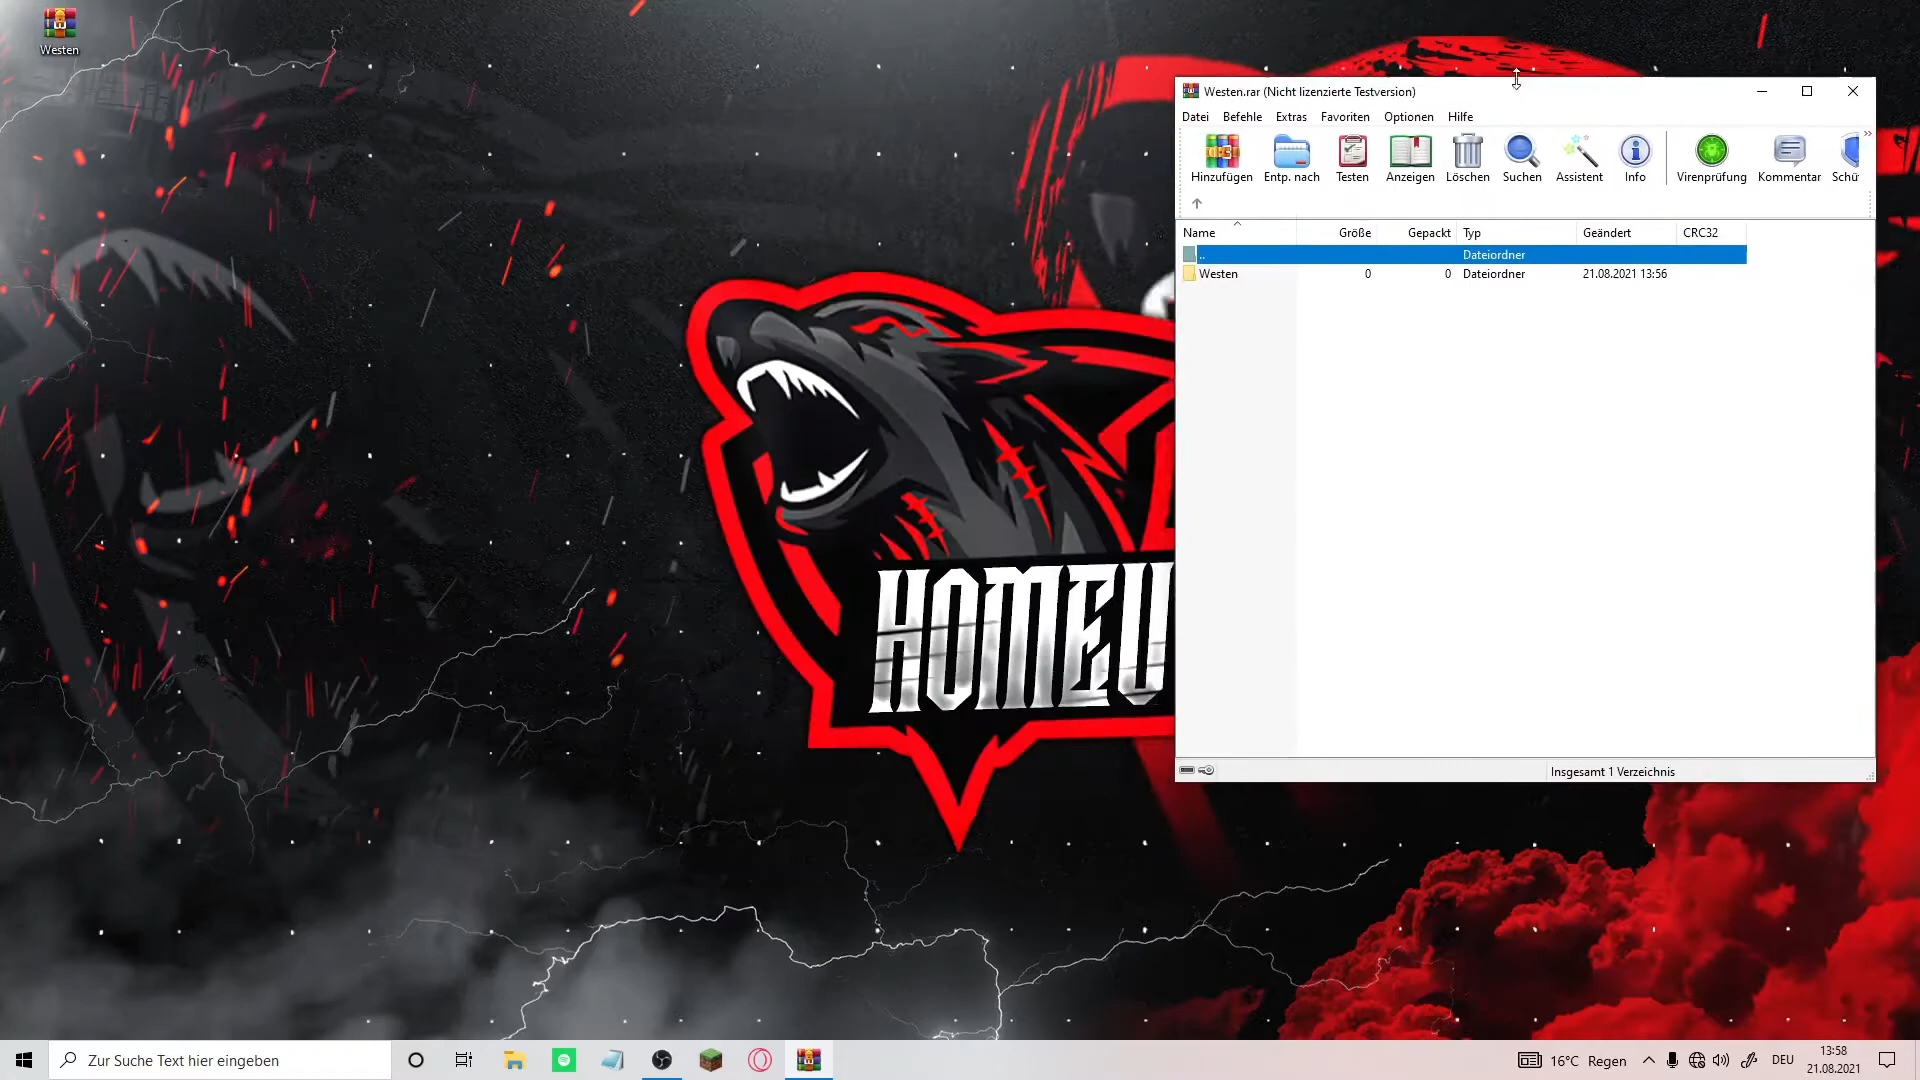 Westen
Westen.rar (Nicht lizenzierte Testversion)
Datei Befehle Extras Favoriten Optionen Hilfe
Hinzufügen Entp. nach Testen Anzeigen Löschen Suchen Assistent Info Virenprüfung Kommentar Schü
Name Größe Gepackt Typ Geändert CRC32
.. Dateiordner
Westen 0 0 Dateiordner 21.08.2021 13:56
HOMEU
Insgesamt 1 Verzeichnis
Zur Suche Text hier eingeben
16°C Regen
DEU
13:58
21.08.2021